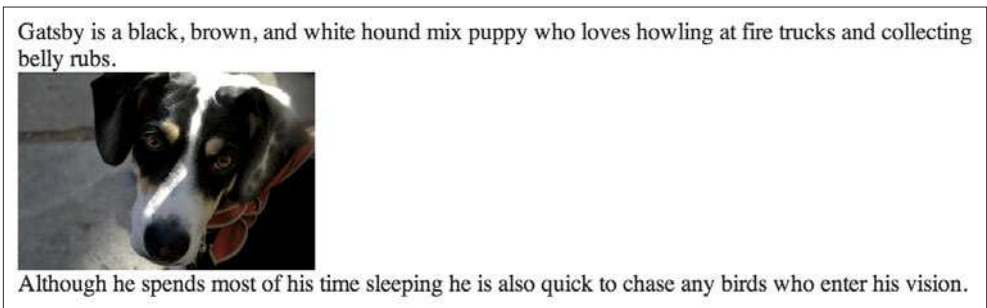 Gatsby is a black, brown, and white hound mix puppy who loves howling at fire trucks and collecting
belly rubs.
Although he spends most of his time sleeping he is also quick to chase any birds who enter his vision.